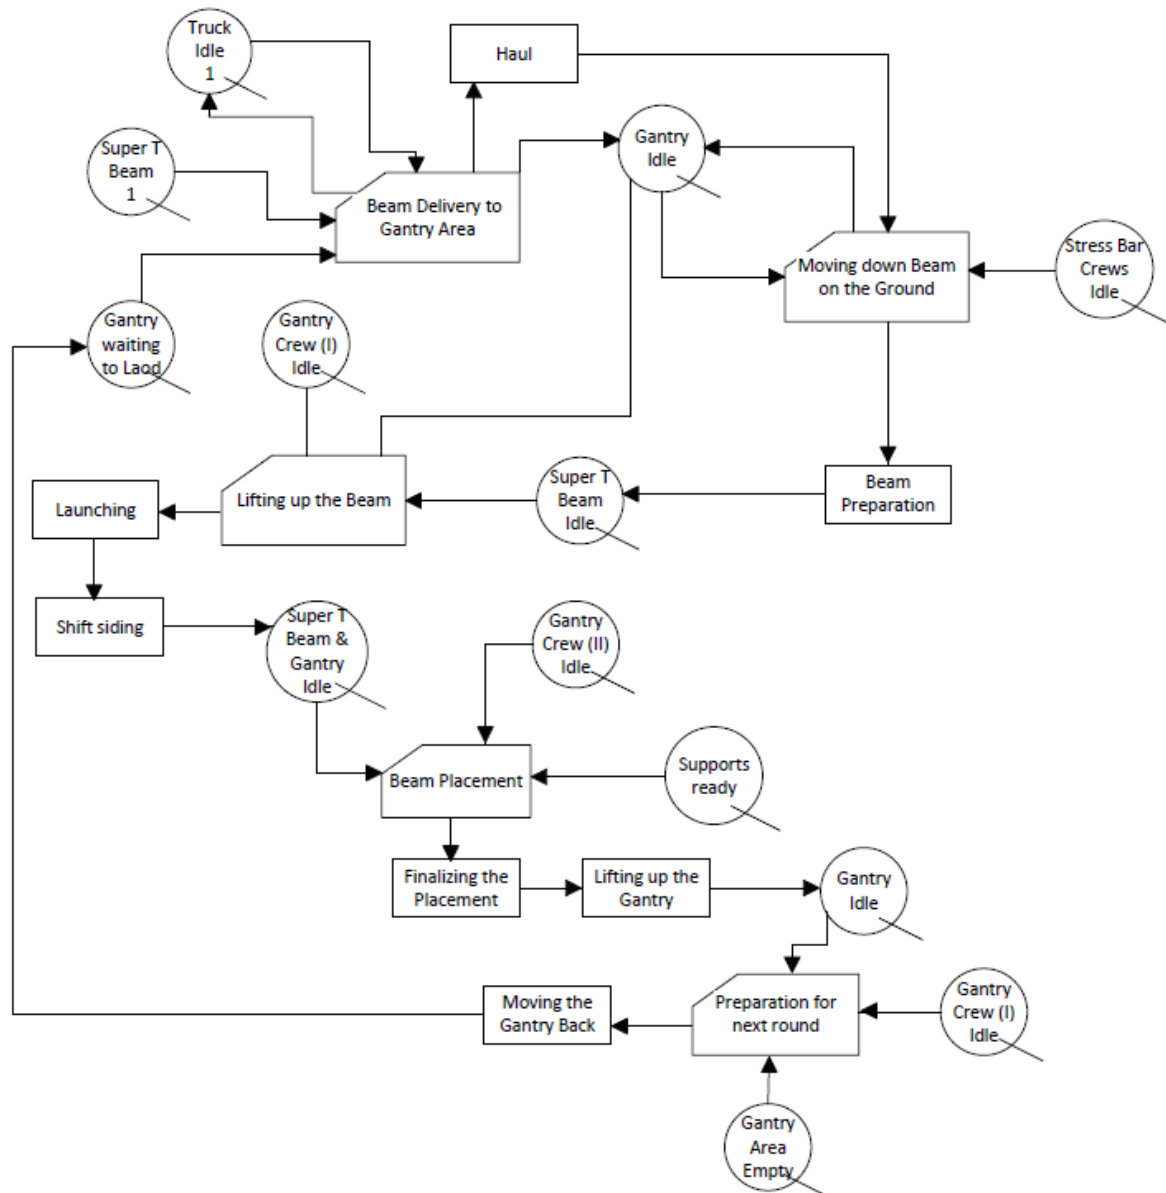 Truck
Idle
1
Haul
Super T
Beam
1
Gantry
Idle
Beam Delivery to
Gantry Area
Stress Bar
Crews
Idle
Moving down Beam
on the Ground
Gantry
waiting
to Laod
Gantry
Crew (I)
Idle
Launching
Lifting up the Beam
Super T
Beam
Idle
Beam
Preparation
Shift siding
Super T
Beam &
Gantry
Idle
Gantry
Crew (II)
Idle
Beam Placement
Supports
ready
Finalizing the
Placement
Lifting up the
Gantry
Gantry
Idle
Moving the
Gantry Back
Preparation for
next round
Gantry
Crew (I)
Idle
Gantry
Area
Empty